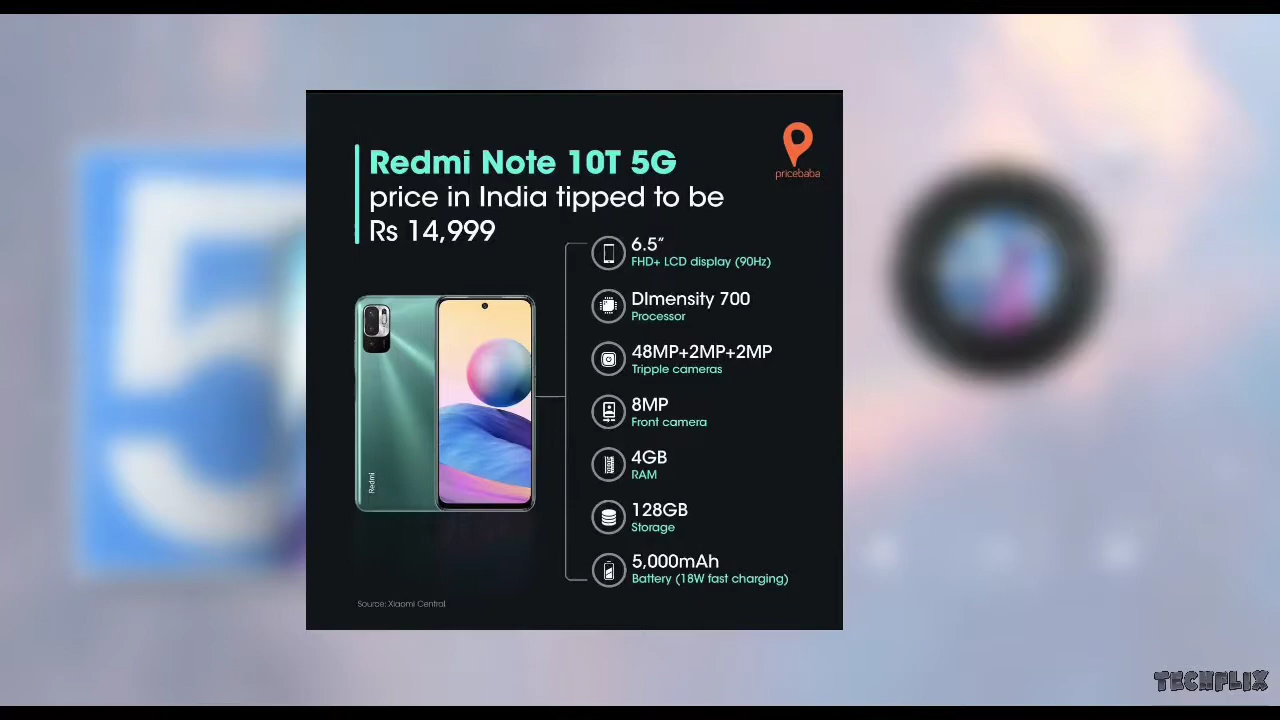 Redmi Note 10T 5G
price in India tipped to be
Rs 14,999
pricebaba
6.5"
FHD+ LCD display (90Hz)
DImensity 700
Processor
48MP+2MP+2MP
Tripple cameras
8MP
Front camera
4GB
RAM
128GB
Storage
5,000mAh
Battery (18W fast charging)
Redmi
Source: Xiaomi Central
5
TECHFLIX